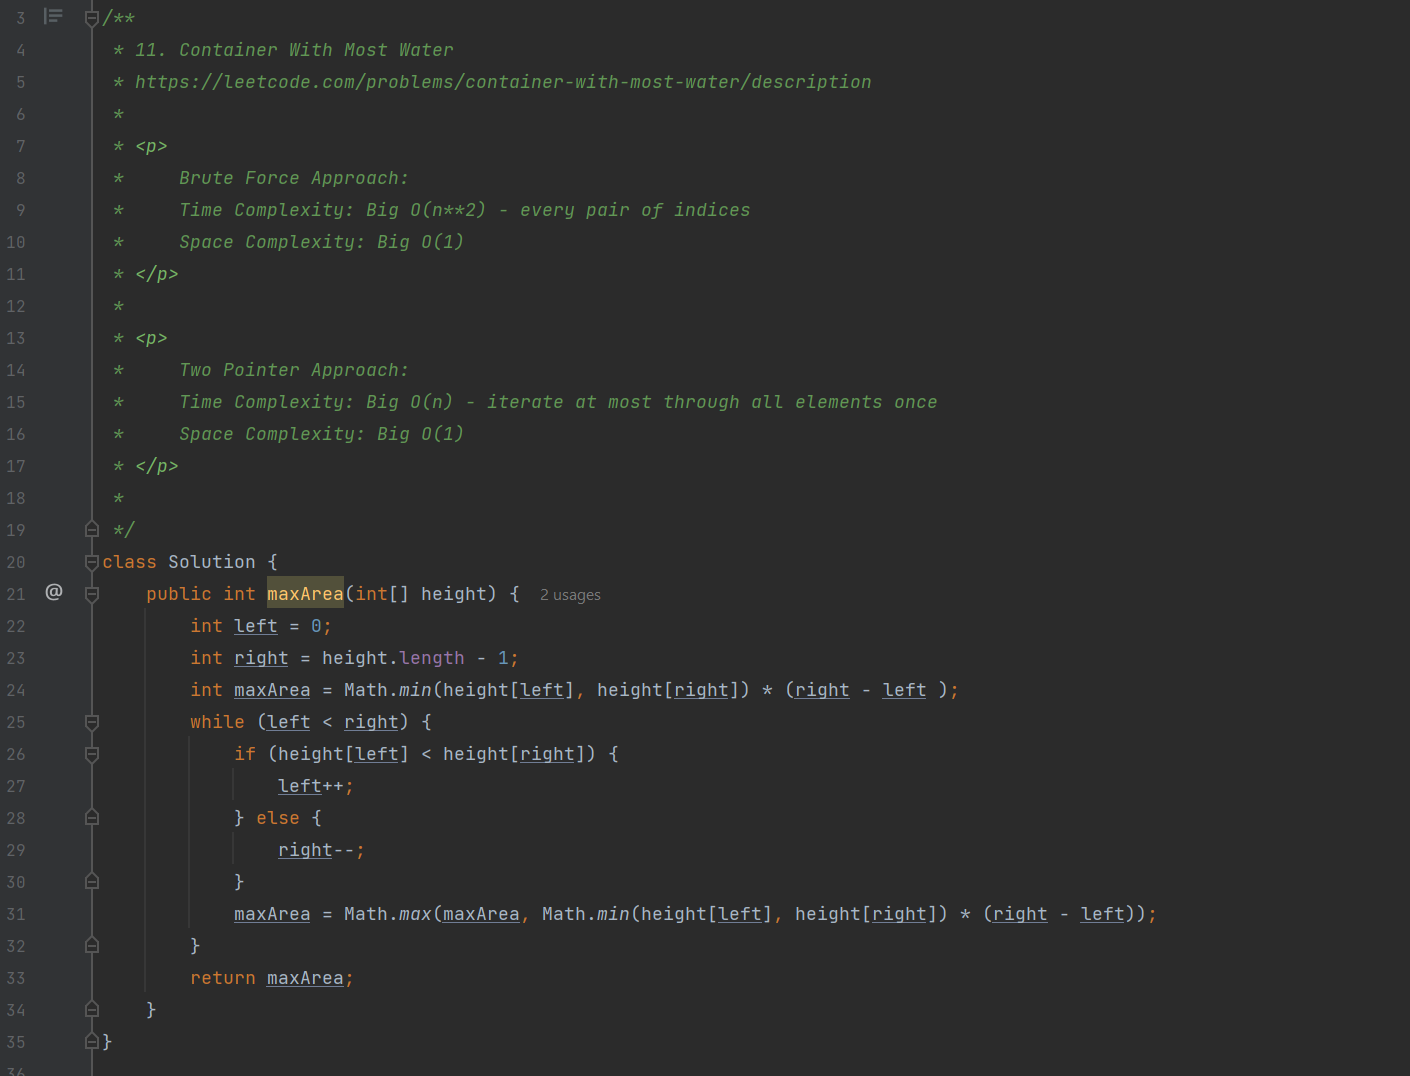 3 /**
4  * 11. Container With Most Water
5  * https://leetcode.com/problems/container-with-most-water/description
6  *
7  * <p>
8  *     Brute Force Approach:
9  *     Time Complexity: Big O(n**2) - every pair of indices
10  *     Space Complexity: Big O(1)
11  * </p>
12  *
13  * <p>
14  *     Two Pointer Approach:
15  *     Time Complexity: Big O(n) - iterate at most through all elements once
16  *     Space Complexity: Big O(1)
17  * </p>
18  *
19  */
20 class Solution {
21 @     public int maxArea(int[] height) {  2 usages
22         int left = 0;
23         int right = height.length - 1;
24         int maxArea = Math.min(height[left], height[right]) * (right - left );
25         while (left < right) {
26             if (height[left] < height[right]) {
27                 left++;
28             } else {
29                 right--;
30             }
31             maxArea = Math.max(maxArea, Math.min(height[left], height[right]) * (right - left));
32         }
33         return maxArea;
34     }
35 }
36